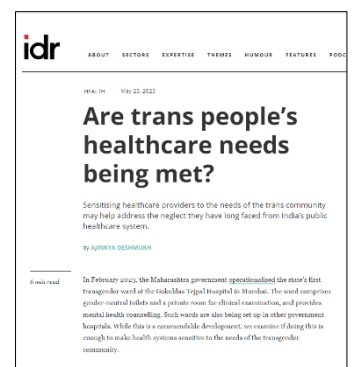 idr
ABOUT SECTORS EXPERTISE THEMES HUMOUR FEATURES PODC
HEALTH May 23, 2023
Are trans people's
healthcare needs
being met?
Sensitising healthcare providers to the needs of the trans community
may help address the neglect they have long faced from India's public
healthcare system.
by AJINKYA DESHMUKH
6 min read
In February 2023, the Maharashtra government operationalised the state's first
transgender ward at the Gokuldas Tejpal Hospital in Mumbai. The ward comprises
gender-neutral toilets and a private room for clinical examination, and provides
mental health counselling. Such wards are also being set up in other government
hospitals. While this is a commendable development, we examine if doing this is
enough to make health systems sensitive to the needs of the transgender
community.